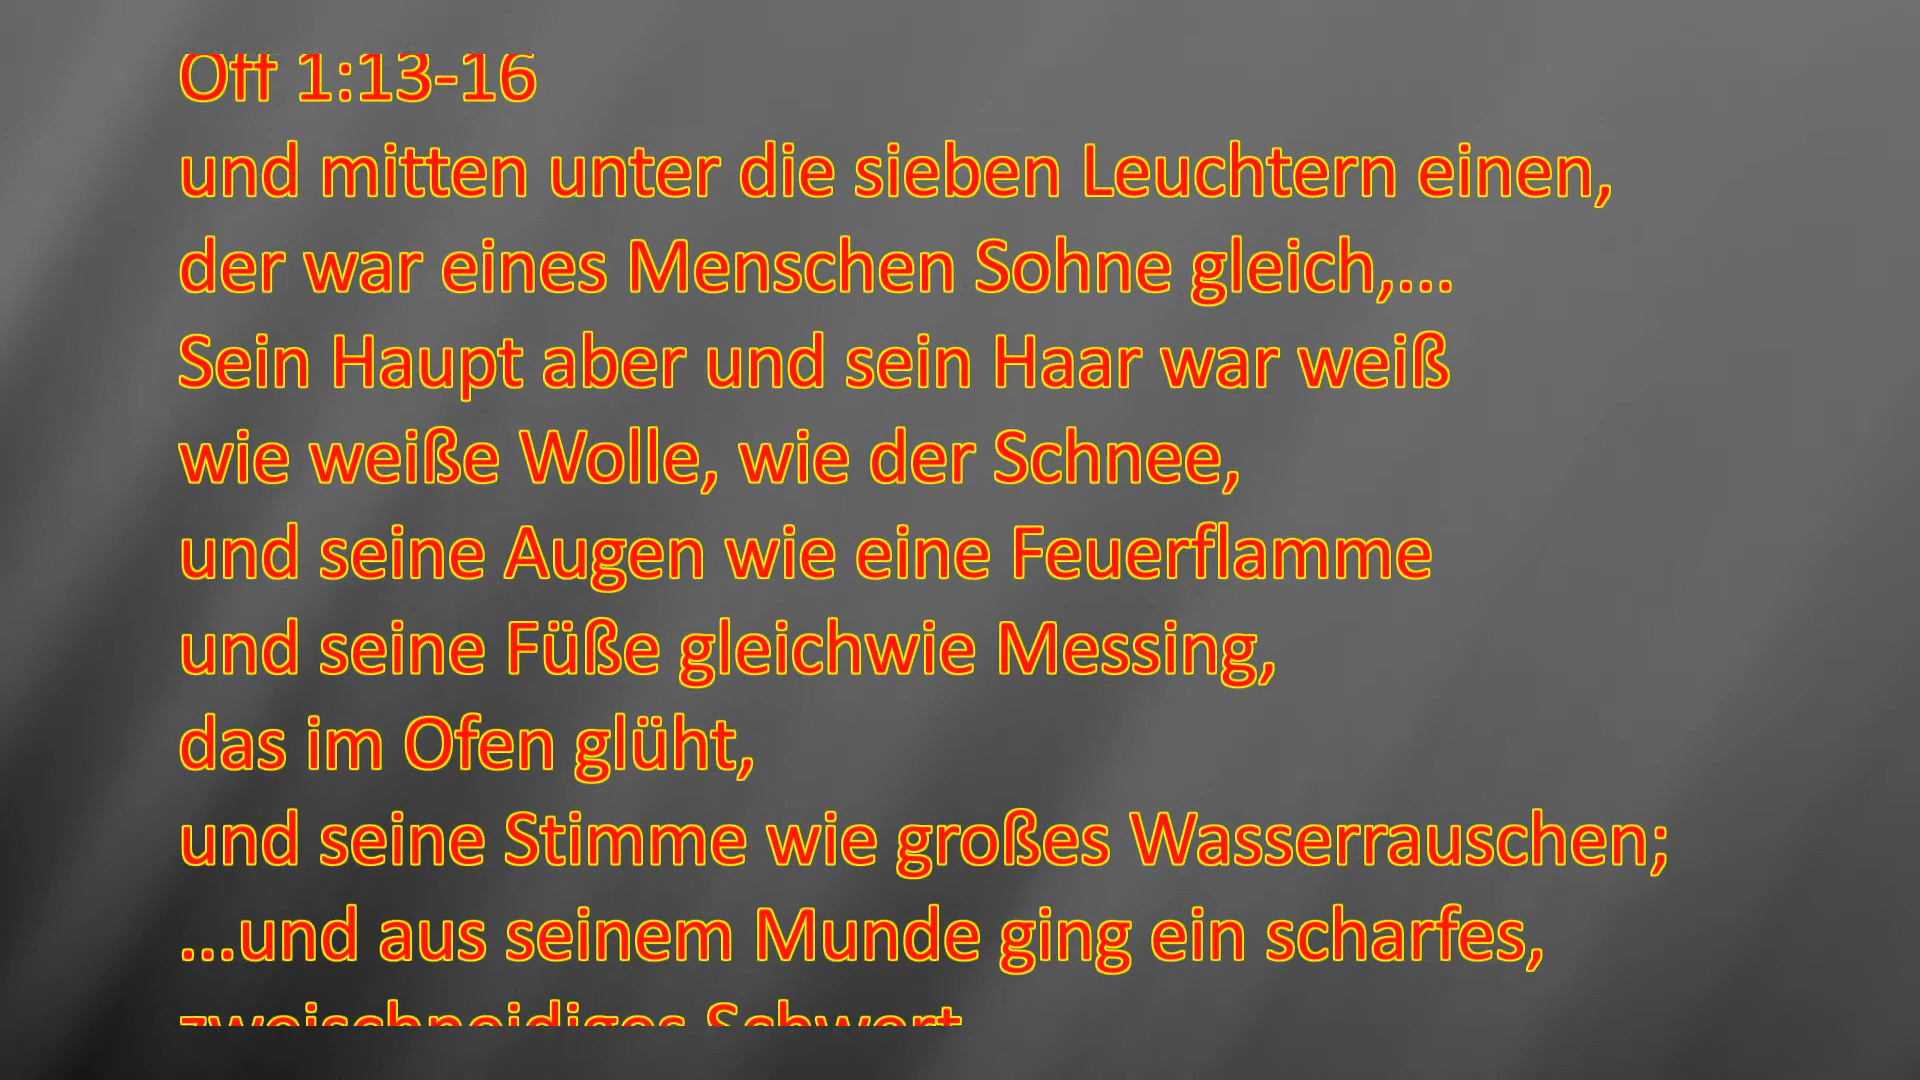 Off 1:13-16
und mitten unter die sieben Leuchtern einen,
der war eines Menschen Sohne gleich,...
Sein Haupt aber und sein Haar war weiß
wie weiße Wolle, wie der Schnee,
und seine Augen wie eine Feuerflamme
und seine Füße gleichwie Messing,
das im Ofen glüht,
und seine Stimme wie großes Wasserrauschen;
...und aus seinem Munde ging ein scharfes,
zweischneidiges Schwert